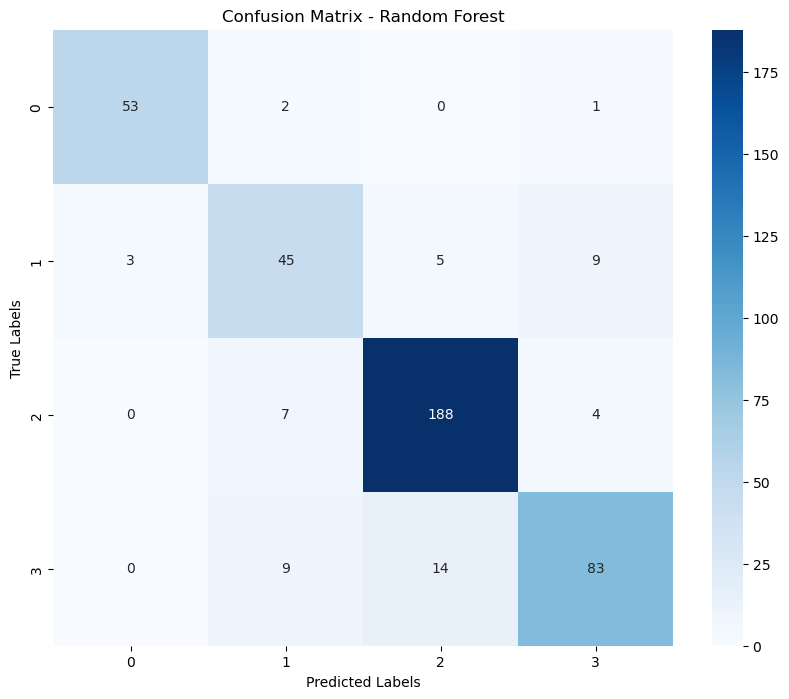 Confusion Matrix - Random Forest
True Labels
0 53 2 0 1
1 3 45 5 9
2 0 7 188 4
3 0 9 14 83
0 1 2 3
Predicted Labels
175
150
125
100
75
50
25
0